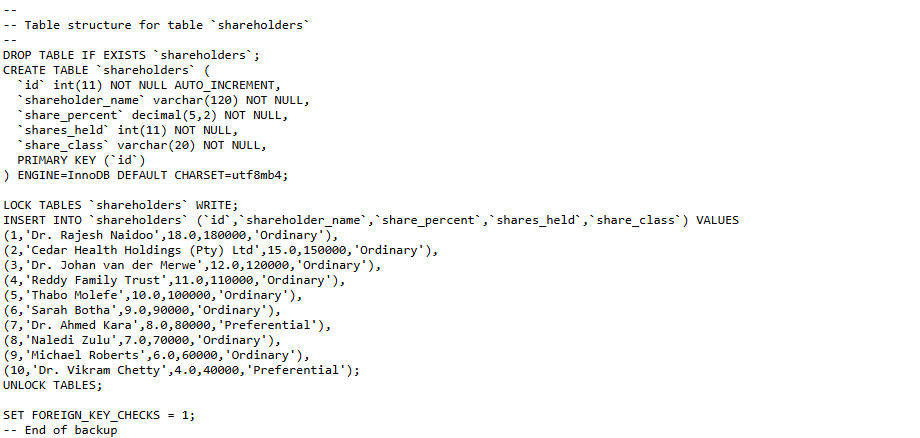 --
-- Table structure for table `shareholders`
--
DROP TABLE IF EXISTS `shareholders`;
CREATE TABLE `shareholders` (
  `id` int(11) NOT NULL AUTO_INCREMENT,
  `shareholder_name` varchar(120) NOT NULL,
  `share_percent` decimal(5,2) NOT NULL,
  `shares_held` int(11) NOT NULL,
  `share_class` varchar(20) NOT NULL,
  PRIMARY KEY (`id`)
) ENGINE=InnoDB DEFAULT CHARSET=utf8mb4;

LOCK TABLES `shareholders` WRITE;
INSERT INTO `shareholders` (`id`,`shareholder_name`,`share_percent`,`shares_held`,`share_class`) VALUES
(1,'Dr. Rajesh Naidoo',18.0,180000,'Ordinary'),
(2,'Cedar Health Holdings (Pty) Ltd',15.0,150000,'Ordinary'),
(3,'Dr. Johan van der Merwe',12.0,120000,'Ordinary'),
(4,'Reddy Family Trust',11.0,110000,'Ordinary'),
(5,'Thabo Molefe',10.0,100000,'Ordinary'),
(6,'Sarah Botha',9.0,90000,'Ordinary'),
(7,'Dr. Ahmed Kara',8.0,80000,'Preferential'),
(8,'Naledi Zulu',7.0,70000,'Ordinary'),
(9,'Michael Roberts',6.0,60000,'Ordinary'),
(10,'Dr. Vikram Chetty',4.0,40000,'Preferential');
UNLOCK TABLES;

SET FOREIGN_KEY_CHECKS = 1;
-- End of backup